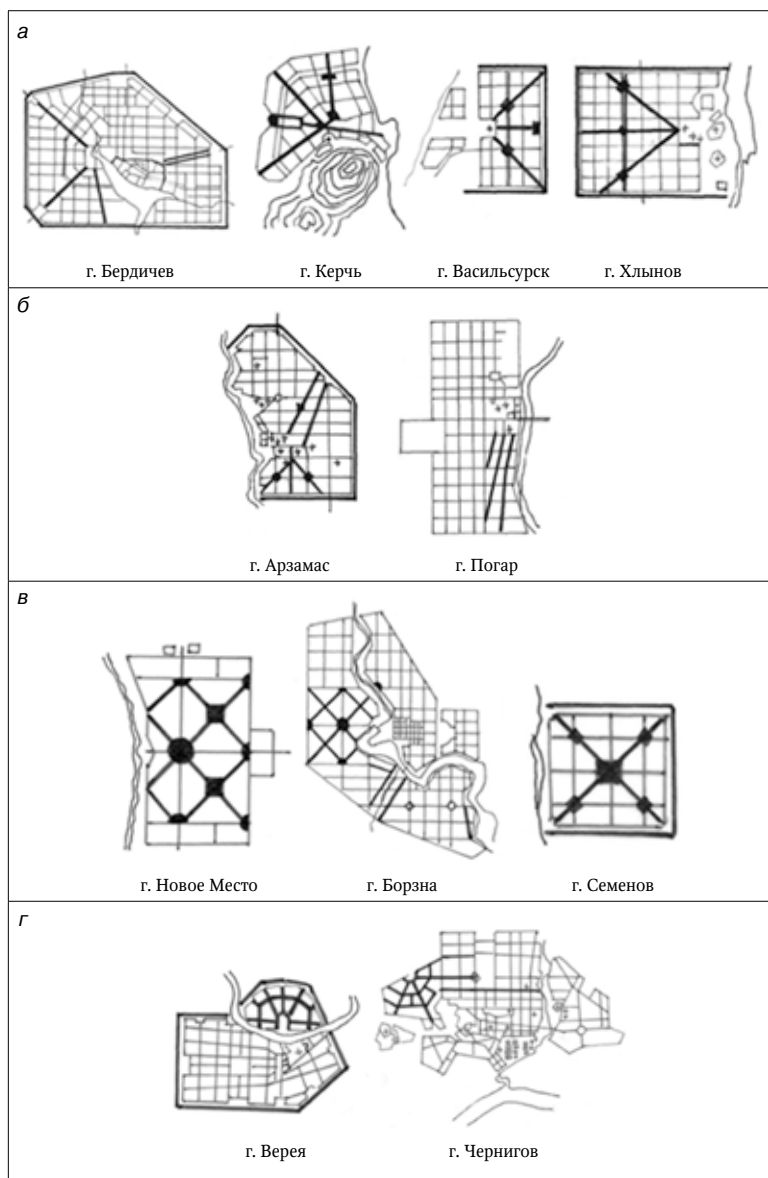 а
г. Бердичев г. Керчь г. Васильсурск г. Хлынов
б
г. Арзамас г. Погар
в
г. Новое Место г. Борзна г. Семенов
г
г. Верея г. Чернигов